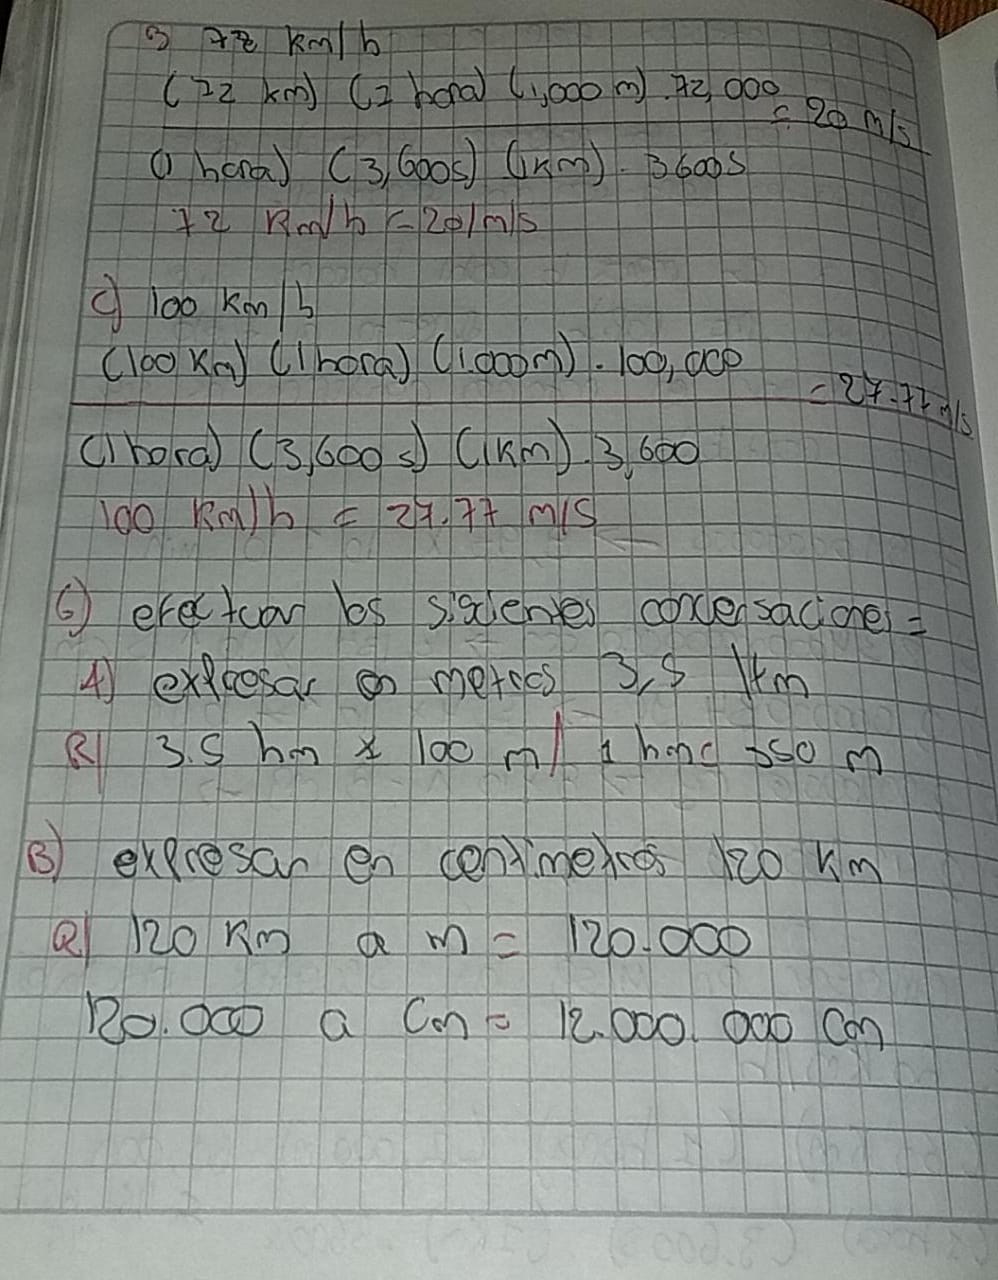 B 72 km/h
(72 km) (1 hora) (1,000 m) . 72,000
= 20 m/s
(1 hora) (3,600s) (1km) . 3600s
72 Km/h = 20/m/s
C) 100 Km/h
(100 Km) (1 hora) (1.000m) . 100,000
= 27.77 m/s
(1 hora) (3,600 s) (1Km) . 3,600
100 Km/h = 27.77 m/s
6) efectuar los siguientes conversaciones =
A) expresar en metros 3,5 Hm
R/ 3.5 hm x 100 m/ 1 hm = 350 m
B) expresar en centimetros 120 Km
R/ 120 Km a m = 120.000
120.000 a Cm = 12.000.000 Cm